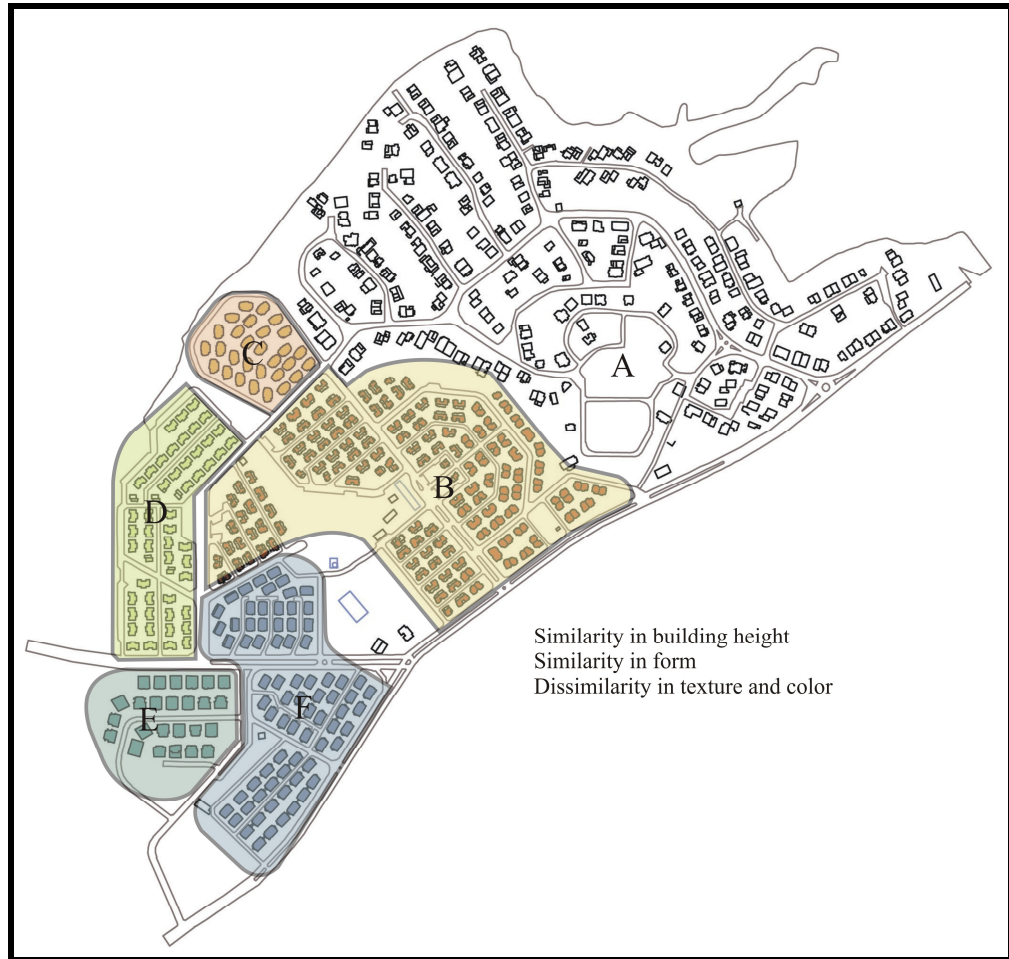 A
C
B
D
Similarity in building height
Similarity in form
Dissimilarity in texture and color
F
E